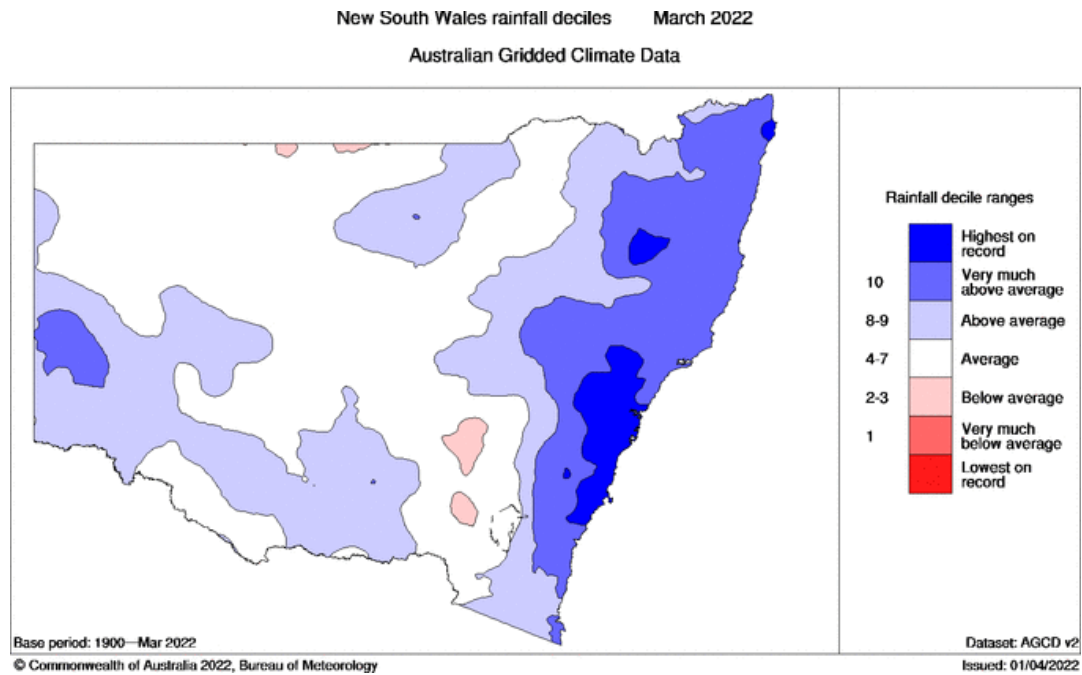 New South Wales rainfall deciles March 2022
Australian Gridded Climate Data
Rainfall decile ranges
Highest on
record
10 Very much
above average
8-9 Above average
4-7 Average
2-3 Below average
1 Very much
below average
Lowest on
record
Base period: 1900—Mar 2022
Dataset: AGCD v2
© Commonwealth of Australia 2022, Bureau of Meteorology
Issued: 01/04/2022